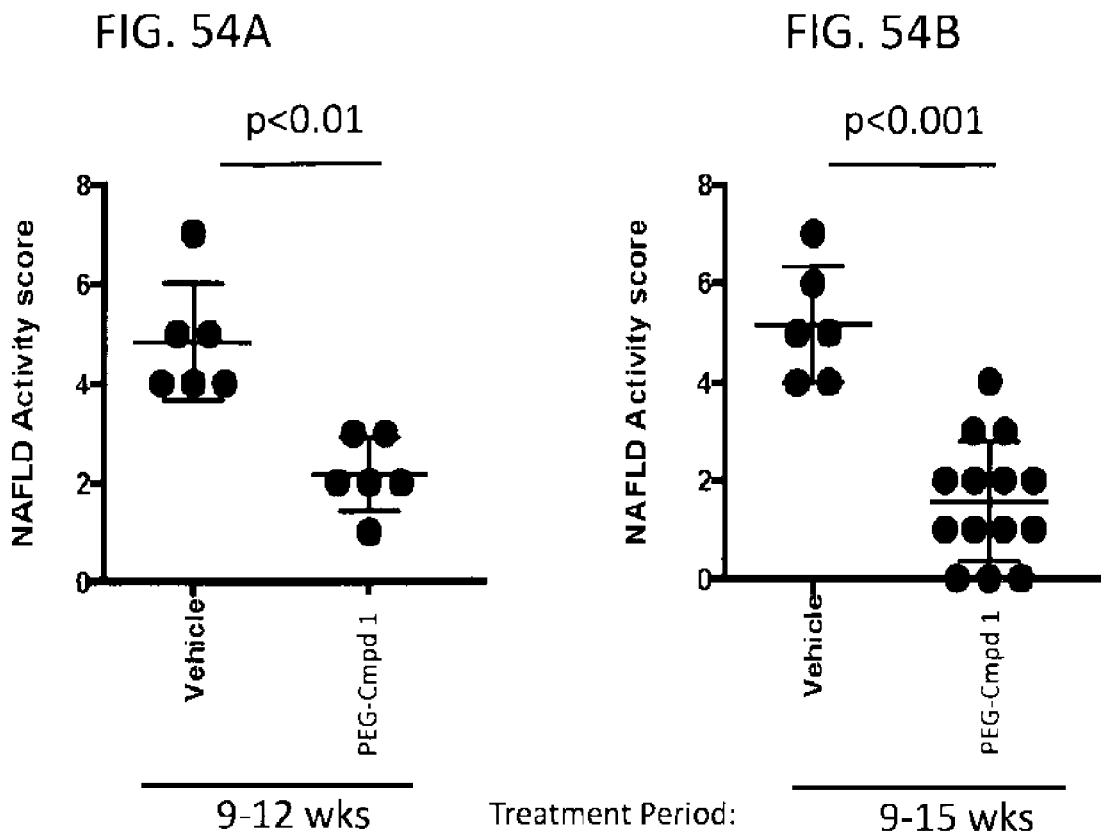 FIG. 54A
p<0.01
NAFLD Activity score
8
6
4
2
0
Vehicle
PEG-Cmpd 1
9-12 wks
FIG. 54B
p<0.001
NAFLD Activity score
8
6
4
2
0
Vehicle
PEG-Cmpd 1
Treatment Period:
9-15 wks